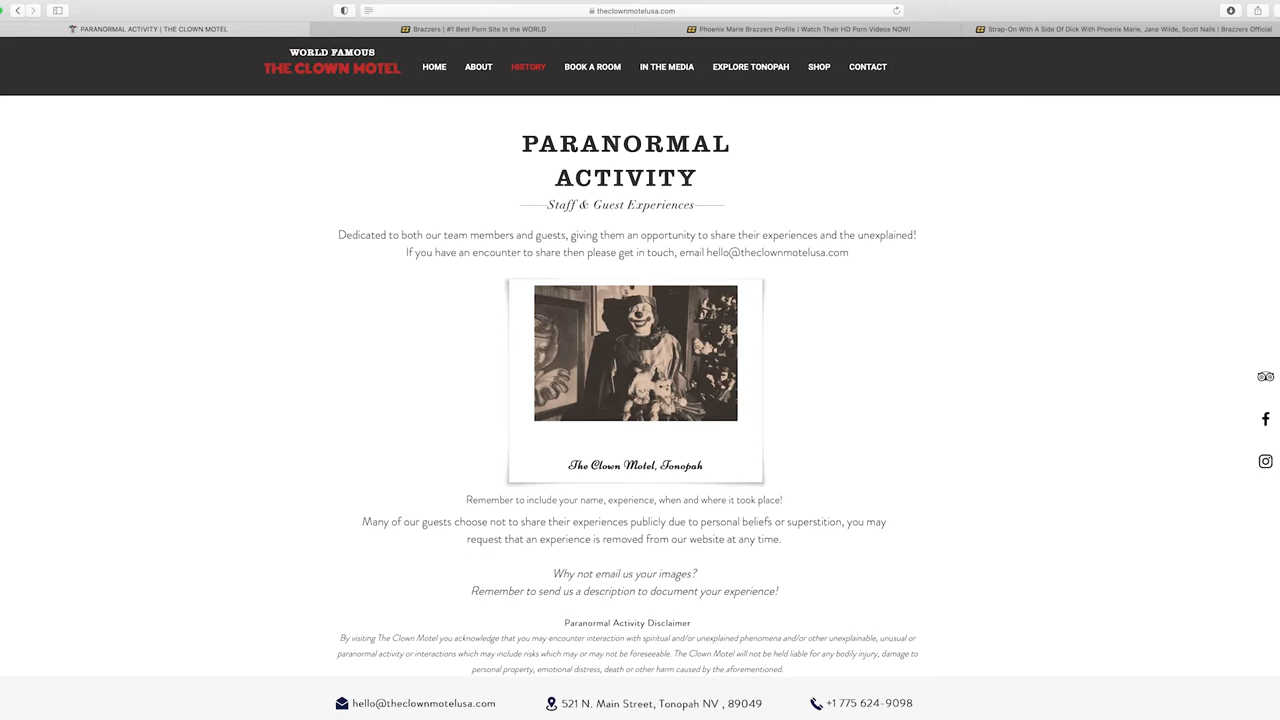 theclownmotelusa.com
PARANORMAL ACTIVITY | THE CLOWN MOTEL
Brazzers | #1 Best Porn Site in the WORLD
Phoenix Marie Brazzers Profile | Watch Their HD Porn Videos NOW!
Strap-On With A Side Of Dick With Phoenix Marie, Jane Wilde, Scott Nails | Brazzers Official
WORLD FAMOUS
THE CLOWN MOTEL
HOME ABOUT HISTORY BOOK A ROOM IN THE MEDIA EXPLORE TONOPAH SHOP CONTACT
PARANORMAL
ACTIVITY
Staff & Guest Experiences
Dedicated to both our team members and guests, giving them an opportunity to share their experiences and the unexplained!
If you have an encounter to share then please get in touch, email hello@theclownmotelusa.com
The Clown Motel, Tonopah
Remember to include your name, experience, when and where it took place!
Many of our guests choose not to share their experiences publicly due to personal beliefs or superstition, you may
request that an experience is removed from our website at any time.
Why not email us your images?
Remember to send us a description to document your experience!
Paranormal Activity Disclaimer
By visiting The Clown Motel you acknowledge that you may encounter interaction with spiritual and/or unexplained phenomena and/or other unexplainable, unusual or
paranormal activity or interactions which may include risks which may or may not be foreseeable. The Clown Motel will not be held liable for any bodily injury, damage to
personal property, emotional distress, death or other harm caused by the aforementioned.
hello@theclownmotelusa.com
521 N. Main Street, Tonopah NV , 89049
+1 775 624-9098